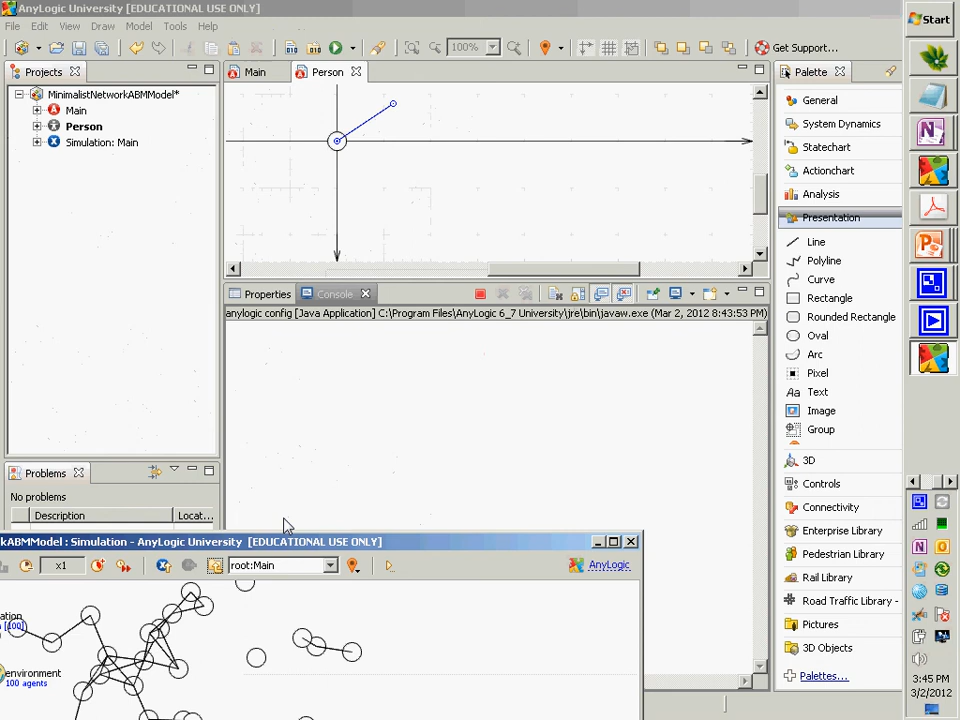 AnyLogic University [EDUCATIONAL USE ONLY]
File Edit View Draw Model Tools Help
100% Get Support...
Start
Projects
Main
Person
Palette
MinimalistNetworkABMModel*
Main
Person
Simulation: Main
General
System Dynamics
Statechart
Actionchart
Analysis
Presentation
Line
Polyline
Curve
Rectangle
Rounded Rectangle
Oval
Arc
Pixel
Text
Image
Group
3D
Controls
Connectivity
Enterprise Library
Pedestrian Library
Rail Library
Road Traffic Library -
Pictures
3D Objects
Palettes...
Properties
Console
anylogic config [Java Application] C:\Program Files\AnyLogic 6_7 University\jre\bin\javaw.exe (Mar 2, 2012 8:43:53 PM)
Problems
No problems
Description
Locat...
kABMModel : Simulation - AnyLogic University [EDUCATIONAL USE ONLY]
x1
root:Main
AnyLogic
ation
[100]
environment
100 agents
3:45 PM
3/2/2012